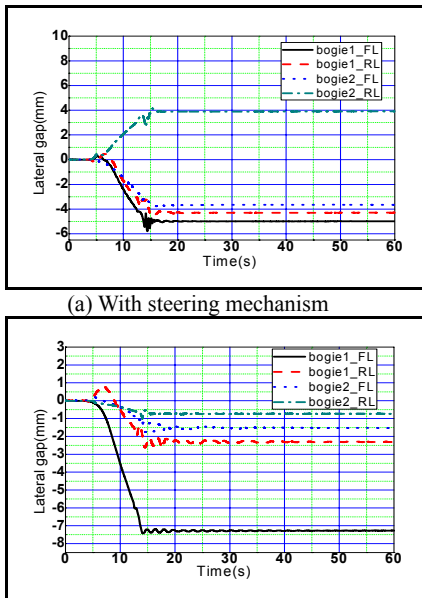 10
8
6
4
2
0
-2
-4
-6
Lateral gap(mm)
bogie1_FL
bogie1_RL
bogie2_FL
bogie2_RL
0 10 20 30 40 50 60
Time(s)
(a) With steering mechanism
3
2
1
0
-1
-2
-3
-4
-5
-6
-7
-8
Lateral gap(mm)
bogie1_FL
bogie1_RL
bogie2_FL
bogie2_RL
0 10 20 30 40 50 60
Time(s)